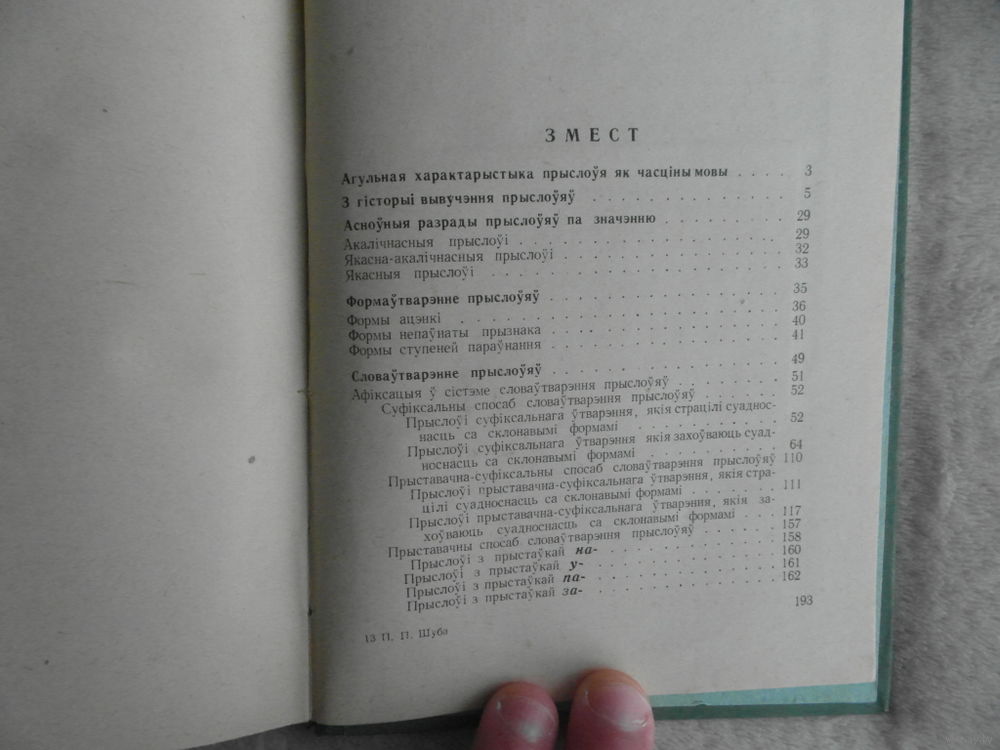 ЗМЕСТ
Агульная характарыстыка прыслоўя як часціны мовы . . . . 3
З гісторыі вывучэння прыслоўяў . . . . . . . . . . . . 5
Асноўныя разрады прыслоўяў па значэнню . . . . . . . . 29
Акалічнасныя прыслоўі . . . . . . . . . . . . . . . . 29
Якасна-акалічнасныя прыслоўі . . . . . . . . . . . . . 32
Якасныя прыслоўі . . . . . . . . . . . . . . . . . . 33
Формаўтварэнне прыслоўяў . . . . . . . . . . . . . . 35
Формы ацэнкі . . . . . . . . . . . . . . . . . . . . 36
Формы непаўнаты прызнака . . . . . . . . . . . . . . 40
Формы ступеней параўнання . . . . . . . . . . . . . . 41
Словаўтварэнне прыслоўяў . . . . . . . . . . . . . . 49
Афіксацыя ў сістэме словаўтварэння прыслоўяў . . . . . . 51
Суфіксальны спосаб словаўтварэння прыслоўяў . . . . . . 52
Прыслоўі суфіксальнага ўтварэння, якія страцілі суаднос-
насць са склонавымі формамі . . . . . . . . . . 52
Прыслоўі суфіксальнага ўтварэння якія захоўваюць суад-
носнасць са склонавымі формамі . . . . . . . . . 64
Прыставачна-суфіксальны спосаб словаўтварэння прыслоўяў 110
Прыслоўі прыставачна-суфіксальнага ўтварэння, якія стра-
цілі суадноснасць са склонавымі формамі . . . . . . . 111
Прыслоўі прыставачна-суфіксальнага ўтварэння, якія за-
хоўваюць суадноснасць са склонавымі формамі . . . 117
Прыставачны спосаб словаўтварэння прыслоўяў . . . . . . 157
Прыслоўі з прыстаўкай на- . . . . . . . . . . . . 158
Прыслоўі з прыстаўкай у- . . . . . . . . . . . . 160
Прыслоўі з прыстаўкай па- . . . . . . . . . . . . 161
Прыслоўі з прыстаўкай за- . . . . . . . . . . . . 162
13 П. П. Шуба 193